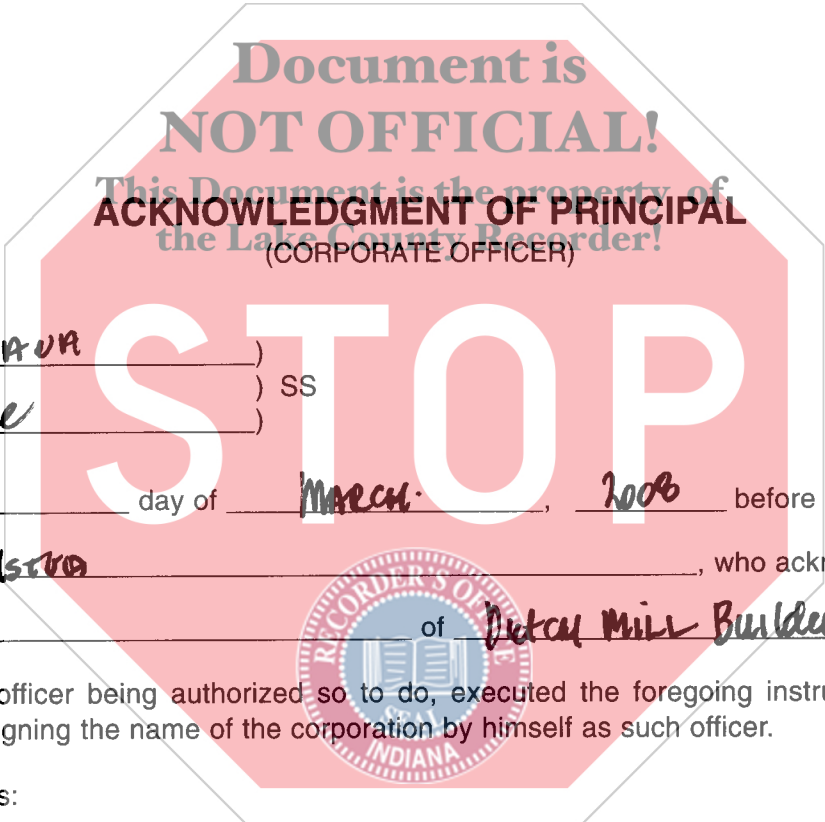 Document is
NOT OFFICIAL!
This Document is the property of
ACKNOWLEDGMENT OF PRINCIPAL
the Lake County Recorder!
(CORPORATE OFFICER)
)
) SS
)
STOP
day of MARCH. , 2008 before
, who ackn
of Dutch Mill Builde
RECORDER'S OFFICE
SEAL
INDIANA
officer being authorized so to do, executed the foregoing instru
gning the name of the corporation by himself as such officer.
s: